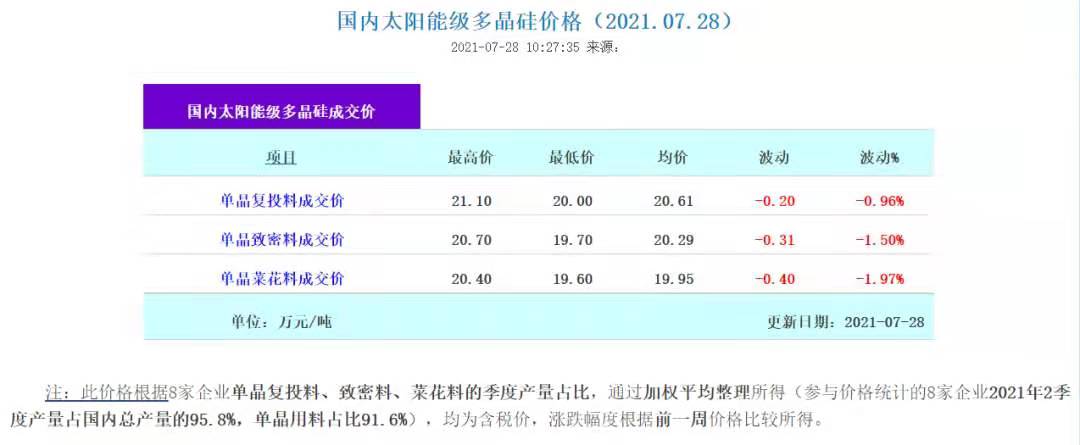 国内太阳能级多晶硅价格（2021.07.28）
2021-07-28 10:27:35 来源：
国内太阳能级多晶硅成交价
项目 最高价 最低价 均价 波动 波动%
单晶复投料成交价 21.10 20.00 20.61 -0.20 -0.96%
单晶致密料成交价 20.70 19.70 20.29 -0.31 -1.50%
单晶菜花料成交价 20.40 19.60 19.95 -0.40 -1.97%
单位：万元/吨 更新日期：2021-07-28
注：此价格根据8家企业单晶复投料、致密料、菜花料的季度产量占比，通过加权平均整理所得（参与价格统计的8家企业2021年2季
度产量占国内总产量的95.8%，单晶用料占比91.6%），均为含税价，涨跌幅度根据前一周价格比较所得。